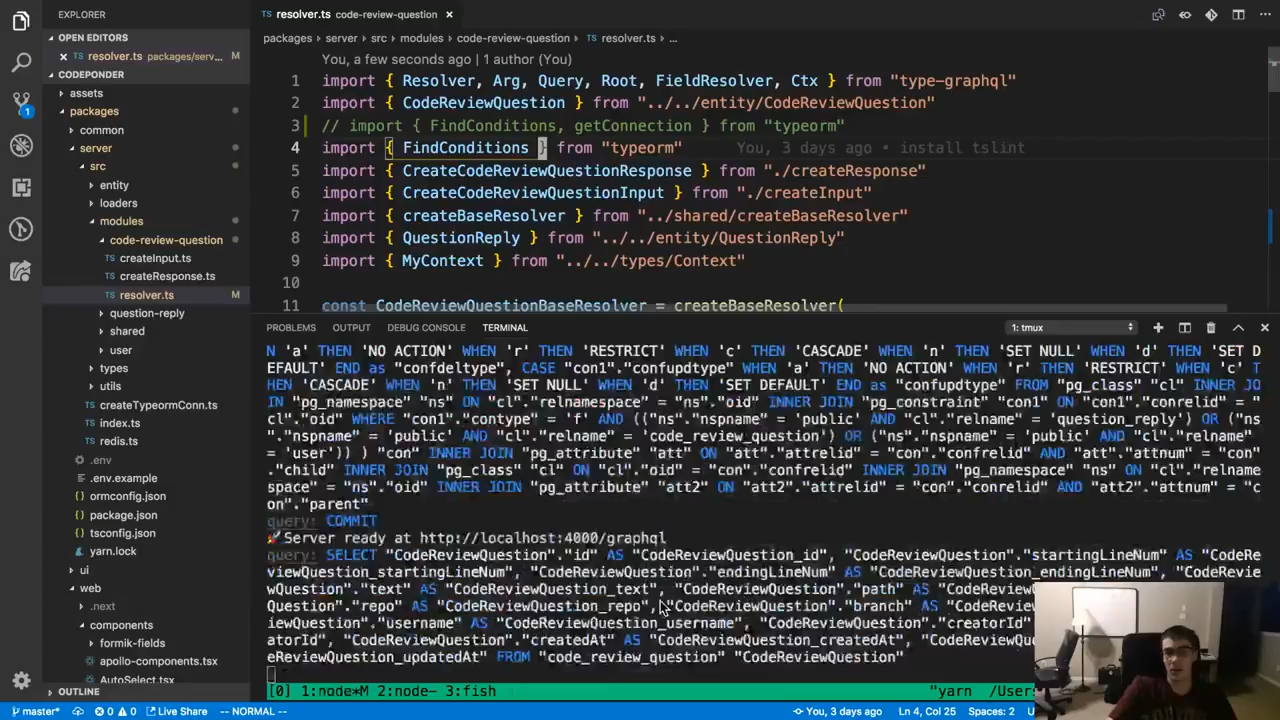 EXPLORER
OPEN EDITORS
resolver.ts packages/serv... M
CODEPONDER
assets
packages
common
server
src
entity
loaders
modules
code-review-question
createInput.ts
createResponse.ts
resolver.ts M
question-reply
shared
user
types
utils
createTypeormConn.ts
index.ts
redis.ts
.env
.env.example
ormconfig.json
package.json
tsconfig.json
yarn.lock
ui
web
.next
components
formik-fields
apollo-components.tsx
AutoSelect.tsx
OUTLINE
1
resolver.ts code-review-question ×
packages › server › src › modules › code-review-question › resolver.ts › ...
You, a few seconds ago | 1 author (You)
1 import { Resolver, Arg, Query, Root, FieldResolver, Ctx } from "type-graphql"
2 import { CodeReviewQuestion } from "../../entity/CodeReviewQuestion"
3 // import { FindConditions, getConnection } from "typeorm"
4 import { FindConditions } from "typeorm" You, 3 days ago • install tslint
5 import { CreateCodeReviewQuestionResponse } from "./createResponse"
6 import { CreateCodeReviewQuestionInput } from "./createInput"
7 import { createBaseResolver } from "../shared/createBaseResolver"
8 import { QuestionReply } from "../../entity/QuestionReply"
9 import { MyContext } from "../../types/Context"
10
11 const CodeReviewQuestionBaseResolver = createBaseResolver(
PROBLEMS OUTPUT DEBUG CONSOLE TERMINAL 1: tmux
N 'a' THEN 'NO ACTION' WHEN 'r' THEN 'RESTRICT' WHEN 'c' THEN 'CASCADE' WHEN 'n' THEN 'SET NULL' WHEN 'd' THEN 'SET D
EFAULT' END as "confdeltype", CASE "con1"."confupdtype" WHEN 'a' THEN 'NO ACTION' WHEN 'r' THEN 'RESTRICT' WHEN 'c' T
HEN 'CASCADE' WHEN 'n' THEN 'SET NULL' WHEN 'd' THEN 'SET DEFAULT' END as "confupdtype" FROM "pg_class" "cl" INNER JO
IN "pg_namespace" "ns" ON "cl"."relnamespace" = "ns"."oid" INNER JOIN "pg_constraint" "con1" ON "con1"."conrelid" = "
cl"."oid" WHERE "con1"."contype" = 'f' AND (("ns"."nspname" = 'public' AND "cl"."relname" = 'question_reply') OR ("ns
"."nspname" = 'public' AND "cl"."relname" = 'code_review_question') OR ("ns"."nspname" = 'public' AND "cl"."relname"
= 'user')) ) "con" INNER JOIN "pg_attribute" "att" ON "att"."attrelid" = "con"."confrelid" AND "att"."attnum" = "con"
."child" INNER JOIN "pg_class" "cl" ON "cl"."oid" = "con"."confrelid" INNER JOIN "pg_namespace" "ns" ON "cl"."relname
space" = "ns"."oid" INNER JOIN "pg_attribute" "att2" ON "att2"."attrelid" = "con"."conrelid" AND "att2"."attnum" = "c
on"."parent"
query: COMMIT
🚀Server ready at http://localhost:4000/graphql
query: SELECT "CodeReviewQuestion"."id" AS "CodeReviewQuestion_id", "CodeReviewQuestion"."startingLineNum" AS "CodeRe
viewQuestion_startingLineNum", "CodeReviewQuestion"."endingLineNum" AS "CodeReviewQuestion_endingLineNum", "CodeRevie
wQuestion"."text" AS "CodeReviewQuestion_text", "CodeReviewQuestion"."path" AS
Question"."repo" AS "CodeReviewQuestion_repo", "CodeReviewQuestion"."branch" AS
iewQuestion"."username" AS "CodeReviewQuestion_username", "CodeReviewQuestion"."creatorId"
eatorId", "CodeReviewQuestion"."createdAt" AS "CodeReviewQuestion_createdAt",
eReviewQuestion_updatedAt" FROM "code_review_question" "CodeReviewQuestion"
[0] 1:node*M 2:node- 3:fish "yarn /Users
master* 0 0 Live Share -- NORMAL -- You, 3 days ago Ln 4, Col 25 Spaces: 2